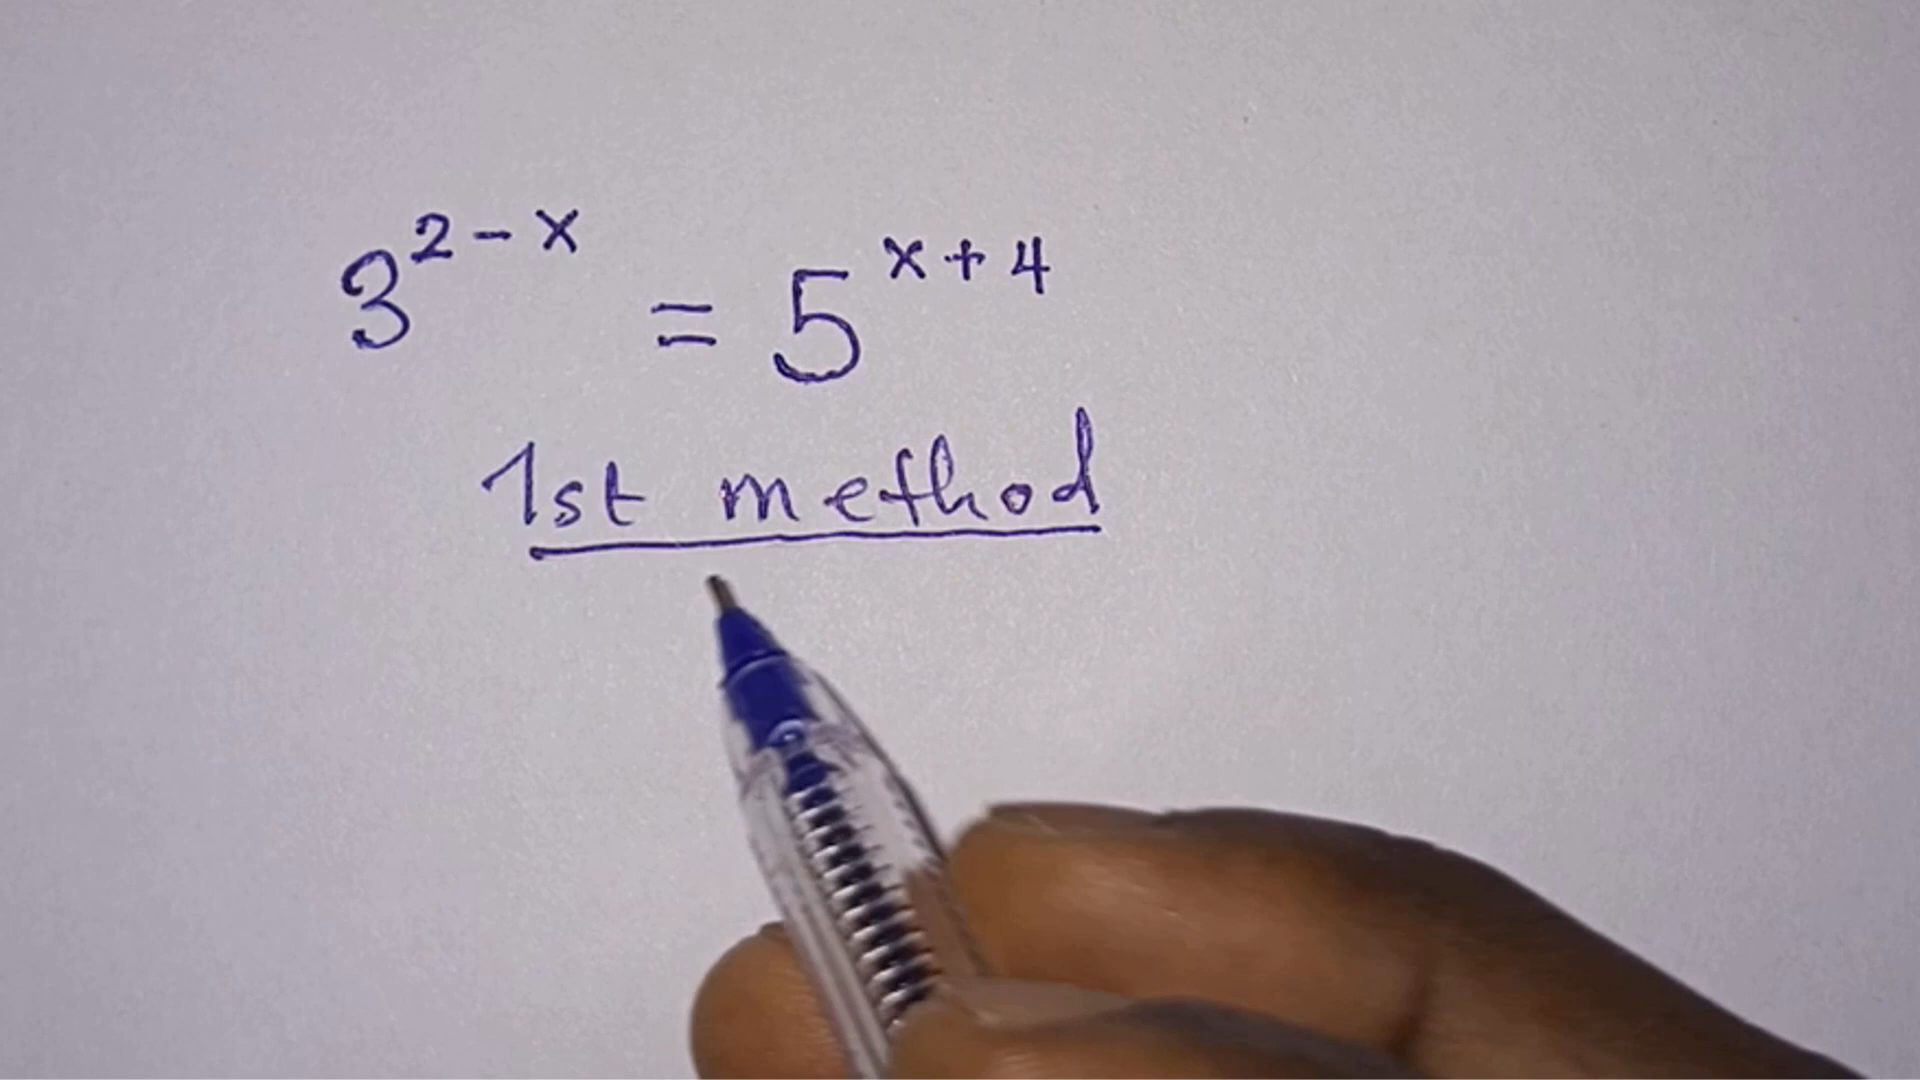 3^{2-x} = 5^{x+4}
1st method